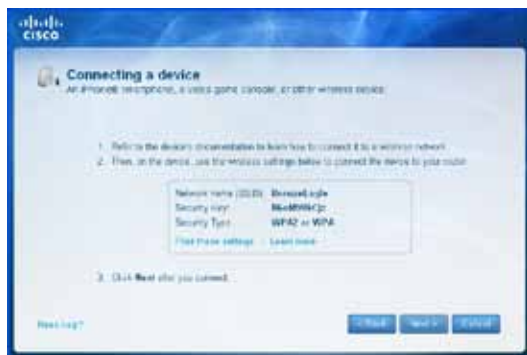 CISCO
Connecting a device
An iPhone® smartphone, a video game console, or other wireless device.
1. Refer to the device's documentation to learn how to connect it to a wireless network.
2. Then, on the device, use the wireless settings below to connect the device to your router.
Network name (SSID):
Security Key:
Security Type: WPA2 or WPA
Print these settings Learn more
3. Click Next after you connect.
Need help?
< Back Next > Cancel